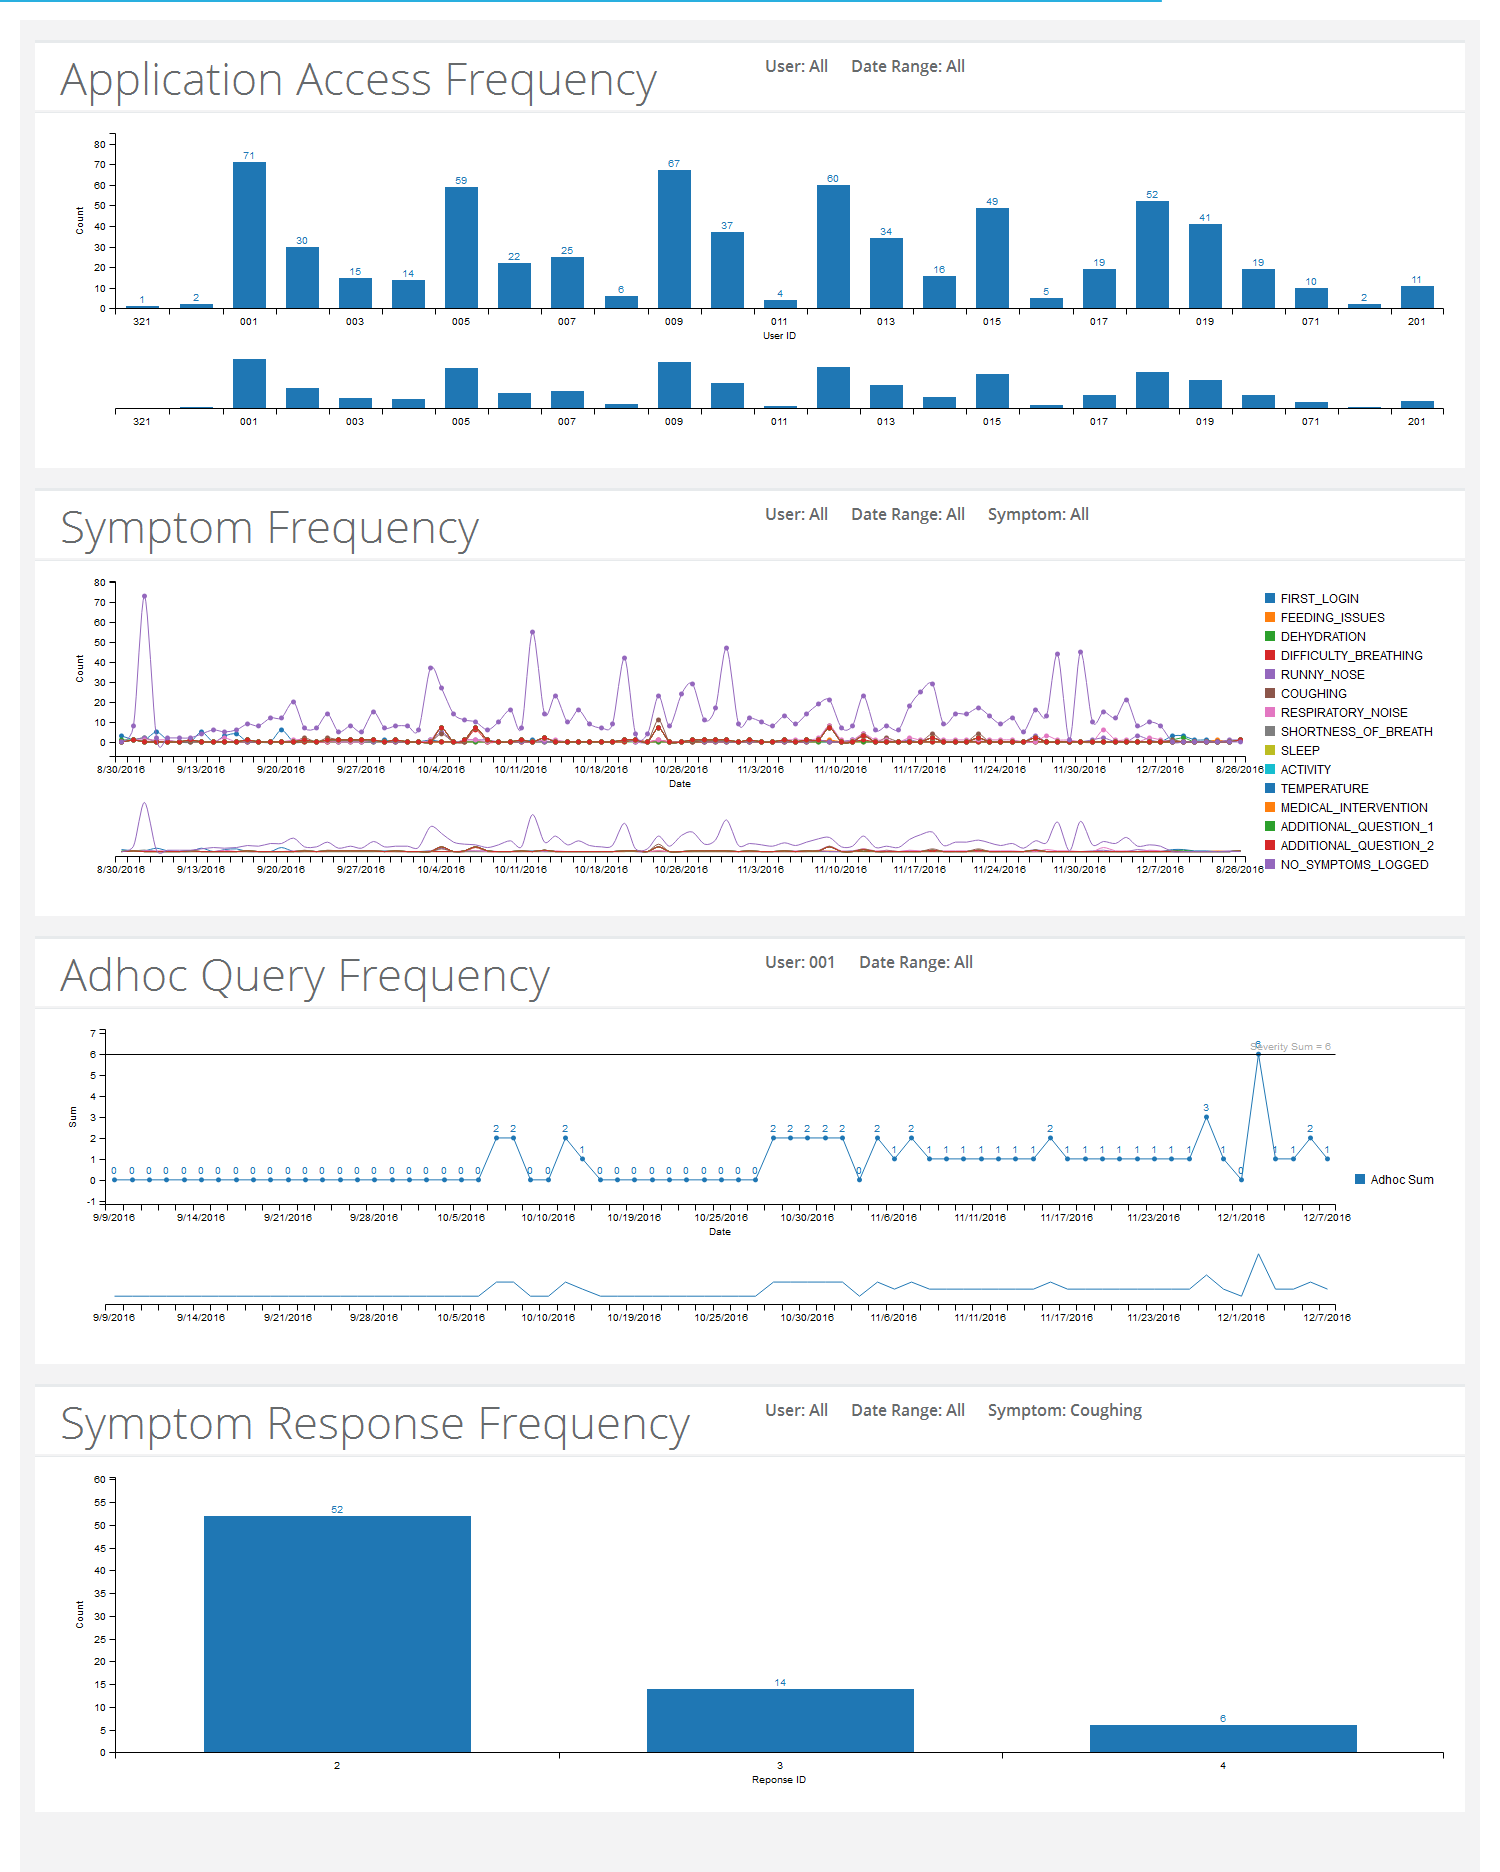 Application Access Frequency
User: All Date Range: All
80
70
60
50
40
30
20
10
0
Count
1 2 71 30 15 14 59 22 25 6 67 37 4 60 34 16 49 5 19 52 41 19 10 2 11
321 001 003 005 007 009 011 013 015 017 019 071 201
User ID
321 001 003 005 007 009 011 013 015 017 019 071 201
Symptom Frequency
User: All Date Range: All Symptom: All
80
70
60
50
40
30
20
10
0
Count
8/30/2016 9/13/2016 9/20/2016 9/27/2016 10/4/2016 10/11/2016 10/18/2016 10/26/2016 11/3/2016 11/10/2016 11/17/2016 11/24/2016 11/30/2016 12/7/2016 8/26/2016
Date
8/30/2016 9/13/2016 9/20/2016 9/27/2016 10/4/2016 10/11/2016 10/18/2016 10/26/2016 11/3/2016 11/10/2016 11/17/2016 11/24/2016 11/30/2016 12/7/2016 8/26/2016
FIRST_LOGIN
FEEDING_ISSUES
DEHYDRATION
DIFFICULTY_BREATHING
RUNNY_NOSE
COUGHING
RESPIRATORY_NOISE
SHORTNESS_OF_BREATH
SLEEP
ACTIVITY
TEMPERATURE
MEDICAL_INTERVENTION
ADDITIONAL_QUESTION_1
ADDITIONAL_QUESTION_2
NO_SYMPTOMS_LOGGED
Adhoc Query Frequency
User: 001 Date Range: All
7
6
5
4
3
2
1
0
-1
Sum
Severity Sum = 6
0 0 0 0 0 0 0 0 0 0 0 0 0 0 0 0 0 0 0 0 0 0 2 2 0 0 2 1 0 0 0 0 0 0 0 0 0 0 2 2 2 2 2 0 2 1 2 1 1 1 1 1 1 1 2 1 1 1 1 1 1 1 1 3 1 0 6 1 1 2 1
9/9/2016 9/14/2016 9/21/2016 9/28/2016 10/5/2016 10/10/2016 10/19/2016 10/25/2016 10/30/2016 11/6/2016 11/11/2016 11/17/2016 11/23/2016 12/1/2016 12/7/2016
Date
Adhoc Sum
9/9/2016 9/14/2016 9/21/2016 9/28/2016 10/5/2016 10/10/2016 10/19/2016 10/25/2016 10/30/2016 11/6/2016 11/11/2016 11/17/2016 11/23/2016 12/1/2016 12/7/2016
Symptom Response Frequency
User: All Date Range: All Symptom: Coughing
60
55
50
45
40
35
30
25
20
15
10
5
0
Count
52 14 6
2 3 4
Reponse ID